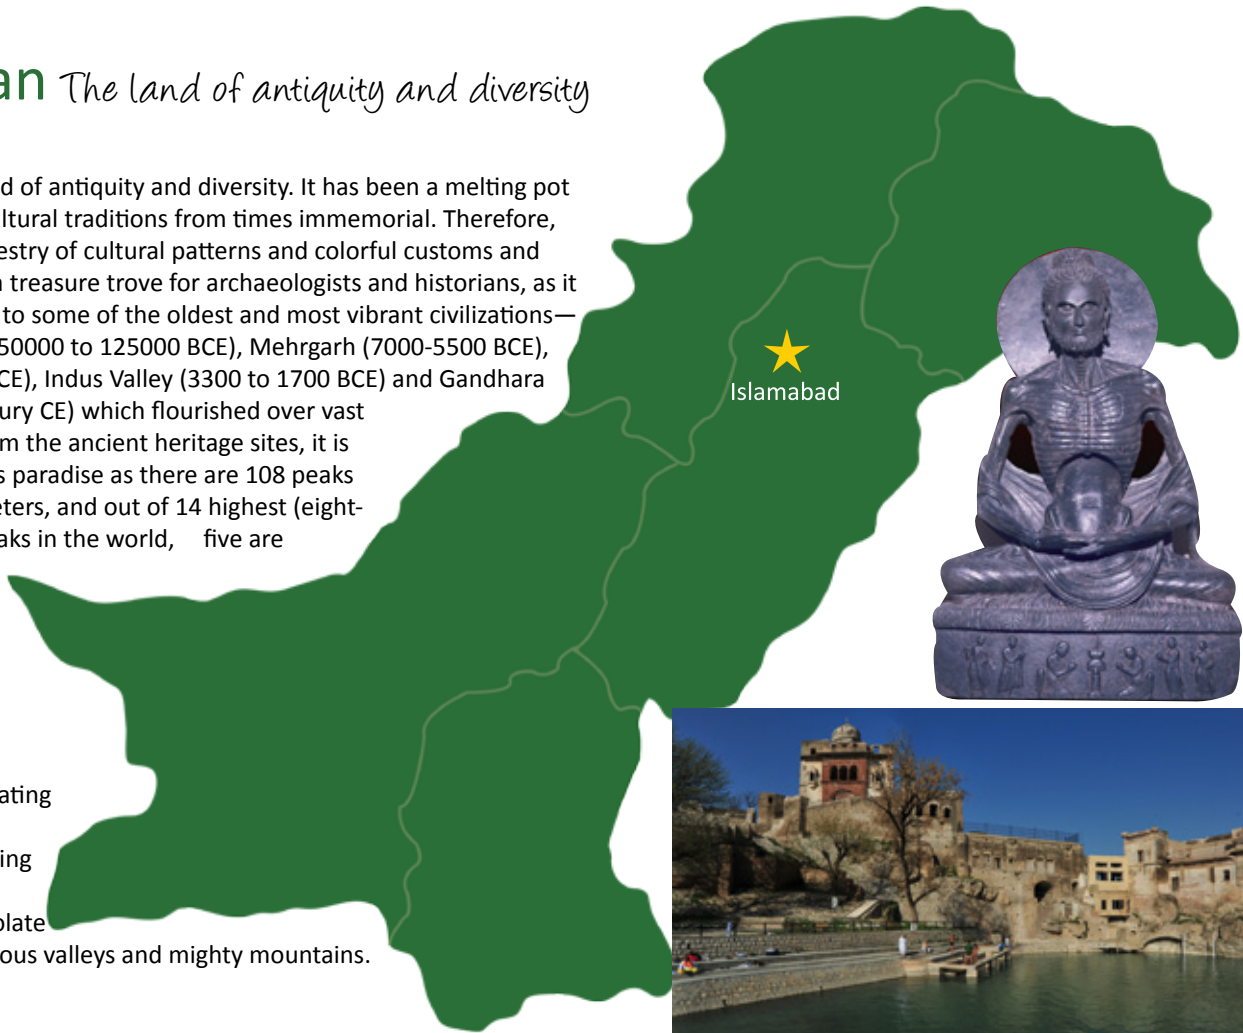 an The land of antiquity and diversity
d of antiquity and diversity. It has been a melting pot
ltural traditions from times immemorial. Therefore,
estry of cultural patterns and colorful customs and
a treasure trove for archaeologists and historians, as it
to some of the oldest and most vibrant civilizations—
50000 to 125000 BCE), Mehrgarh (7000-5500 BCE),
CE), Indus Valley (3300 to 1700 BCE) and Gandhara
ury CE) which flourished over vast
m the ancient heritage sites, it is
s paradise as there are 108 peaks
eters, and out of 14 highest (eight-
aks in the world, five are
Islamabad
ating
ing
olate
ous valleys and mighty mountains.